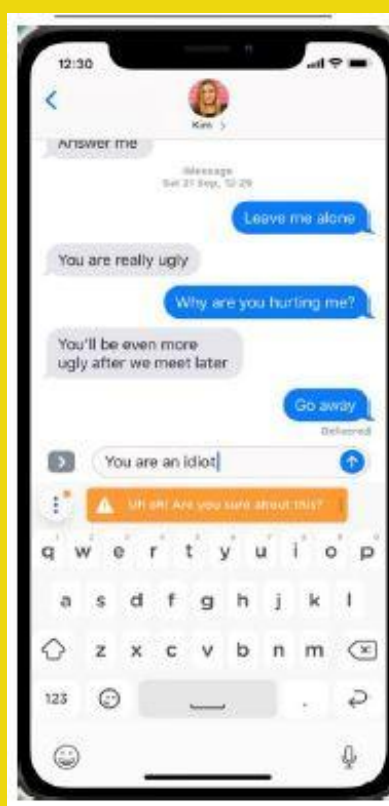 12:30
Kim >
Answer me
iMessage
Sat 21 Sep, 12:29
Leave me alone
You are really ugly
Why are you hurting me?
You'll be even more
ugly after we meet later
Go away
Delivered
You are an idiot
Uh oh! Are you sure about this?
q w e r t y u i o p
a s d f g h j k l
z x c v b n m
123 .